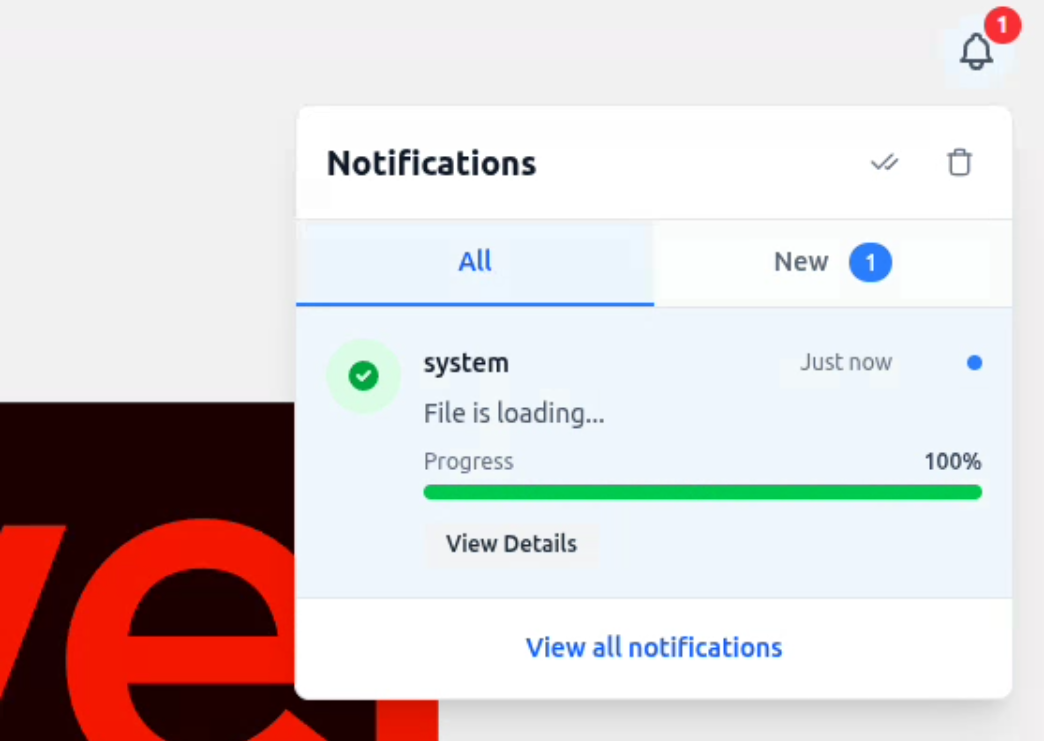 1
Notifications
All
New 1
system Just now
File is loading...
Progress 100%
View Details
View all notifications